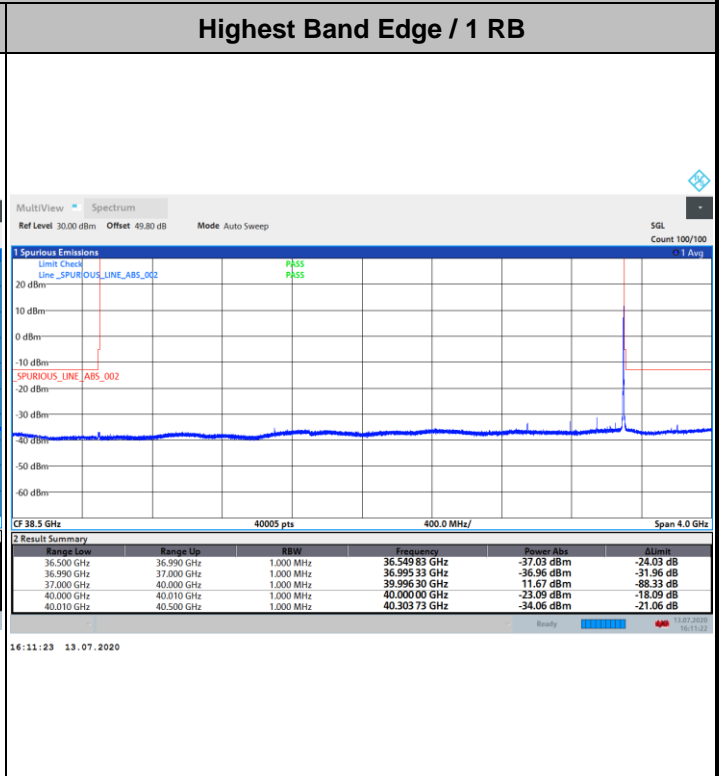 Highest Band Edge / 1 RB
MultiView Spectrum
Ref Level 30.00 dBm Offset 49.80 dB Mode Auto Sweep SGL
Count 100/100
1 Spurious Emissions 1 Avg
Limit Check PASS
Line _SPURIOUS_LINE_ABS_002 PASS
20 dBm
10 dBm
0 dBm
-10 dBm
_SPURIOUS_LINE_ABS_002
-20 dBm
-30 dBm
-40 dBm
-50 dBm
-60 dBm
CF 38.5 GHz 40005 pts 400.0 MHz/ Span 4.0 GHz
2 Result Summary
Range Low Range Up RBW Frequency Power Abs ΔLimit
36.500 GHz 36.990 GHz 1.000 MHz 36.549 83 GHz -37.03 dBm -24.03 dB
36.990 GHz 37.000 GHz 1.000 MHz 36.995 33 GHz -36.96 dBm -31.96 dB
37.000 GHz 40.000 GHz 1.000 MHz 39.996 30 GHz 11.67 dBm -88.33 dB
40.000 GHz 40.010 GHz 1.000 MHz 40.000 00 GHz -23.09 dBm -18.09 dB
40.010 GHz 40.500 GHz 1.000 MHz 40.303 73 GHz -34.06 dBm -21.06 dB
Ready 13.07.2020
16:11:22
16:11:23 13.07.2020